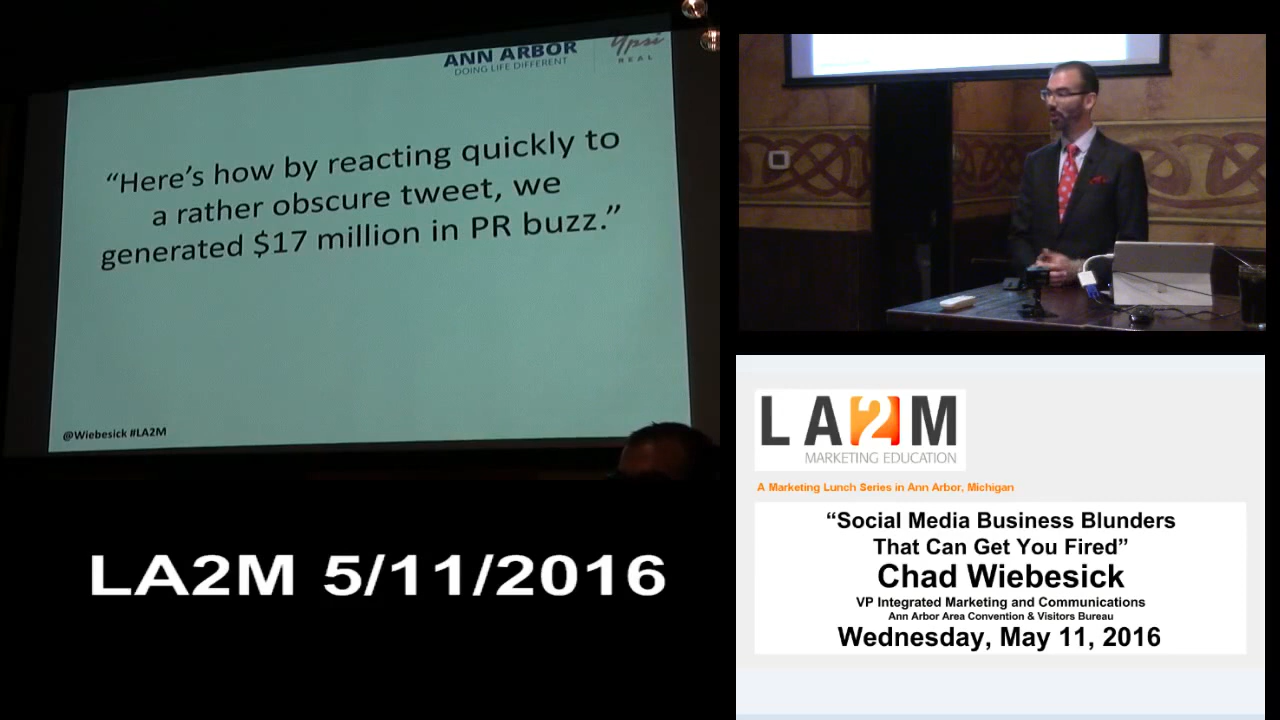 ANN ARBOR
DOING LIFE DIFFERENT
Ypsi
REAL
“Here’s how by reacting quickly to
a rather obscure tweet, we
generated $17 million in PR buzz.”
@Wiebesick #LA2M
LA2M 5/11/2016
LA2M
MARKETING EDUCATION
A Marketing Lunch Series in Ann Arbor, Michigan
“Social Media Business Blunders
That Can Get You Fired”
Chad Wiebesick
VP Integrated Marketing and Communications
Ann Arbor Area Convention & Visitors Bureau
Wednesday, May 11, 2016